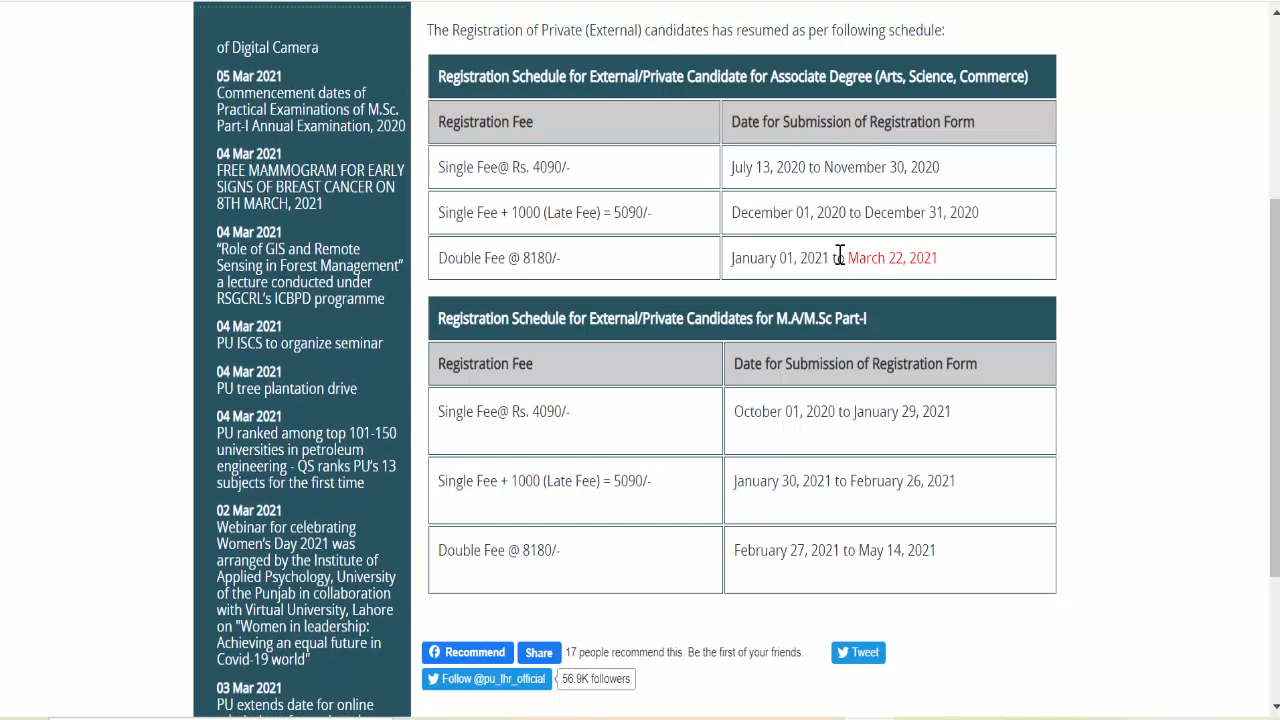 of Digital Camera
05 Mar 2021
Commencement dates of
Practical Examinations of M.Sc.
Part-I Annual Examination, 2020
04 Mar 2021
FREE MAMMOGRAM FOR EARLY
SIGNS OF BREAST CANCER ON
8TH MARCH, 2021
04 Mar 2021
“Role of GIS and Remote
Sensing in Forest Management”
a lecture conducted under
RSGCRL’s ICBPD programme
04 Mar 2021
PU ISCS to organize seminar
04 Mar 2021
PU tree plantation drive
04 Mar 2021
PU ranked among top 101-150
universities in petroleum
engineering - QS ranks PU’s 13
subjects for the first time
02 Mar 2021
Webinar for celebrating
Women’s Day 2021 was
arranged by the Institute of
Applied Psychology, University
of the Punjab in collaboration
with Virtual University, Lahore
on "Women in leadership:
Achieving an equal future in
Covid-19 world"
03 Mar 2021
PU extends date for online
The Registration of Private (External) candidates has resumed as per following schedule:
Registration Schedule for External/Private Candidate for Associate Degree (Arts, Science, Commerce)
Registration Fee Date for Submission of Registration Form
Single Fee@ Rs. 4090/- July 13, 2020 to November 30, 2020
Single Fee + 1000 (Late Fee) = 5090/- December 01, 2020 to December 31, 2020
Double Fee @ 8180/- January 01, 2021 to March 22, 2021
Registration Schedule for External/Private Candidates for M.A/M.Sc Part-I
Registration Fee Date for Submission of Registration Form
Single Fee@ Rs. 4090/- October 01, 2020 to January 29, 2021
Single Fee + 1000 (Late Fee) = 5090/- January 30, 2021 to February 26, 2021
Double Fee @ 8180/- February 27, 2021 to May 14, 2021
Recommend Share 17 people recommend this. Be the first of your friends. Tweet
Follow @pu_lhr_official 56.9K followers